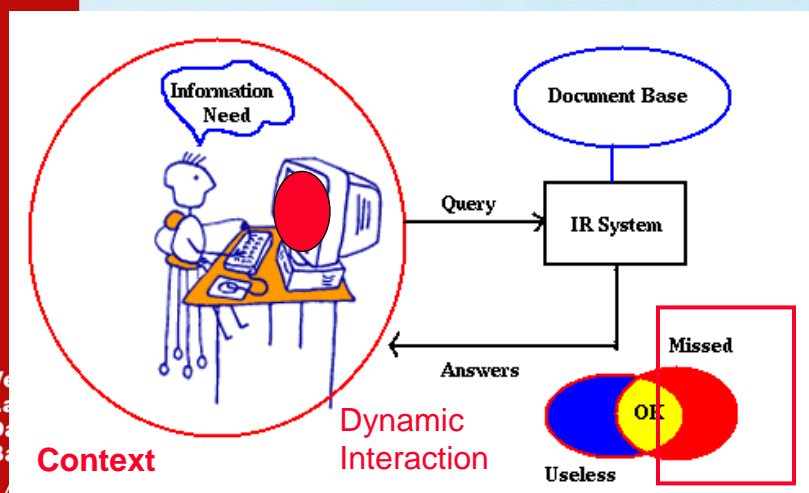 Information
Need
Document Base
Query
IR System
Answers
Missed
OK
Useless
Dynamic
Interaction
Context